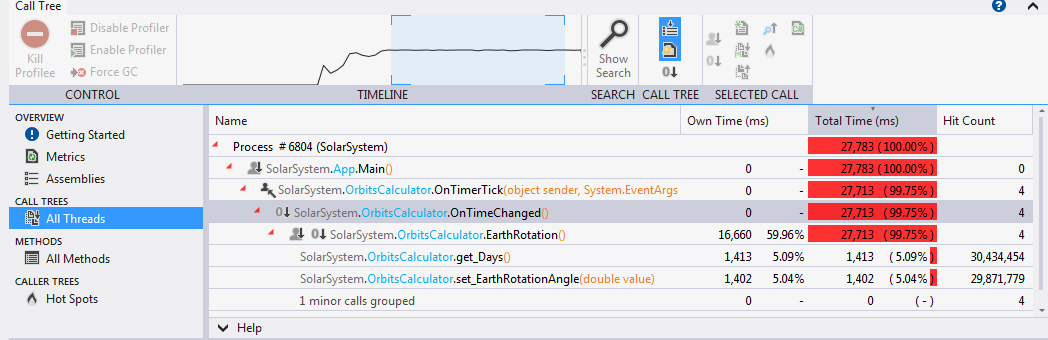 Call Tree
?
Kill Profilee
Disable Profiler
Enable Profiler
Force GC
Show Search
0↓
0↓
CONTROL
TIMELINE
SEARCH
CALL TREE
SELECTED CALL
OVERVIEW
Getting Started
Metrics
Assemblies
CALL TREES
All Threads
METHODS
All Methods
CALLER TREES
Hot Spots
Name Own Time (ms) Total Time (ms) Hit Count
Process # 6804 (SolarSystem) 27,783 (100.00%)
SolarSystem.App.Main() 0 - 27,783 (100.00%) 0
SolarSystem.OrbitsCalculator.OnTimerTick(object sender, System.EventArgs 0 - 27,713 (99.75%) 4
0↓ SolarSystem.OrbitsCalculator.OnTimeChanged() 0 - 27,713 (99.75%) 4
0↓ SolarSystem.OrbitsCalculator.EarthRotation() 16,660 59.96% 27,713 (99.75%) 4
SolarSystem.OrbitsCalculator.get_Days() 1,413 5.09% 1,413 (5.09%) 30,434,454
SolarSystem.OrbitsCalculator.set_EarthRotationAngle(double value) 1,402 5.04% 1,402 (5.04%) 29,871,779
1 minor calls grouped 0 - 0 (-) 4
Help